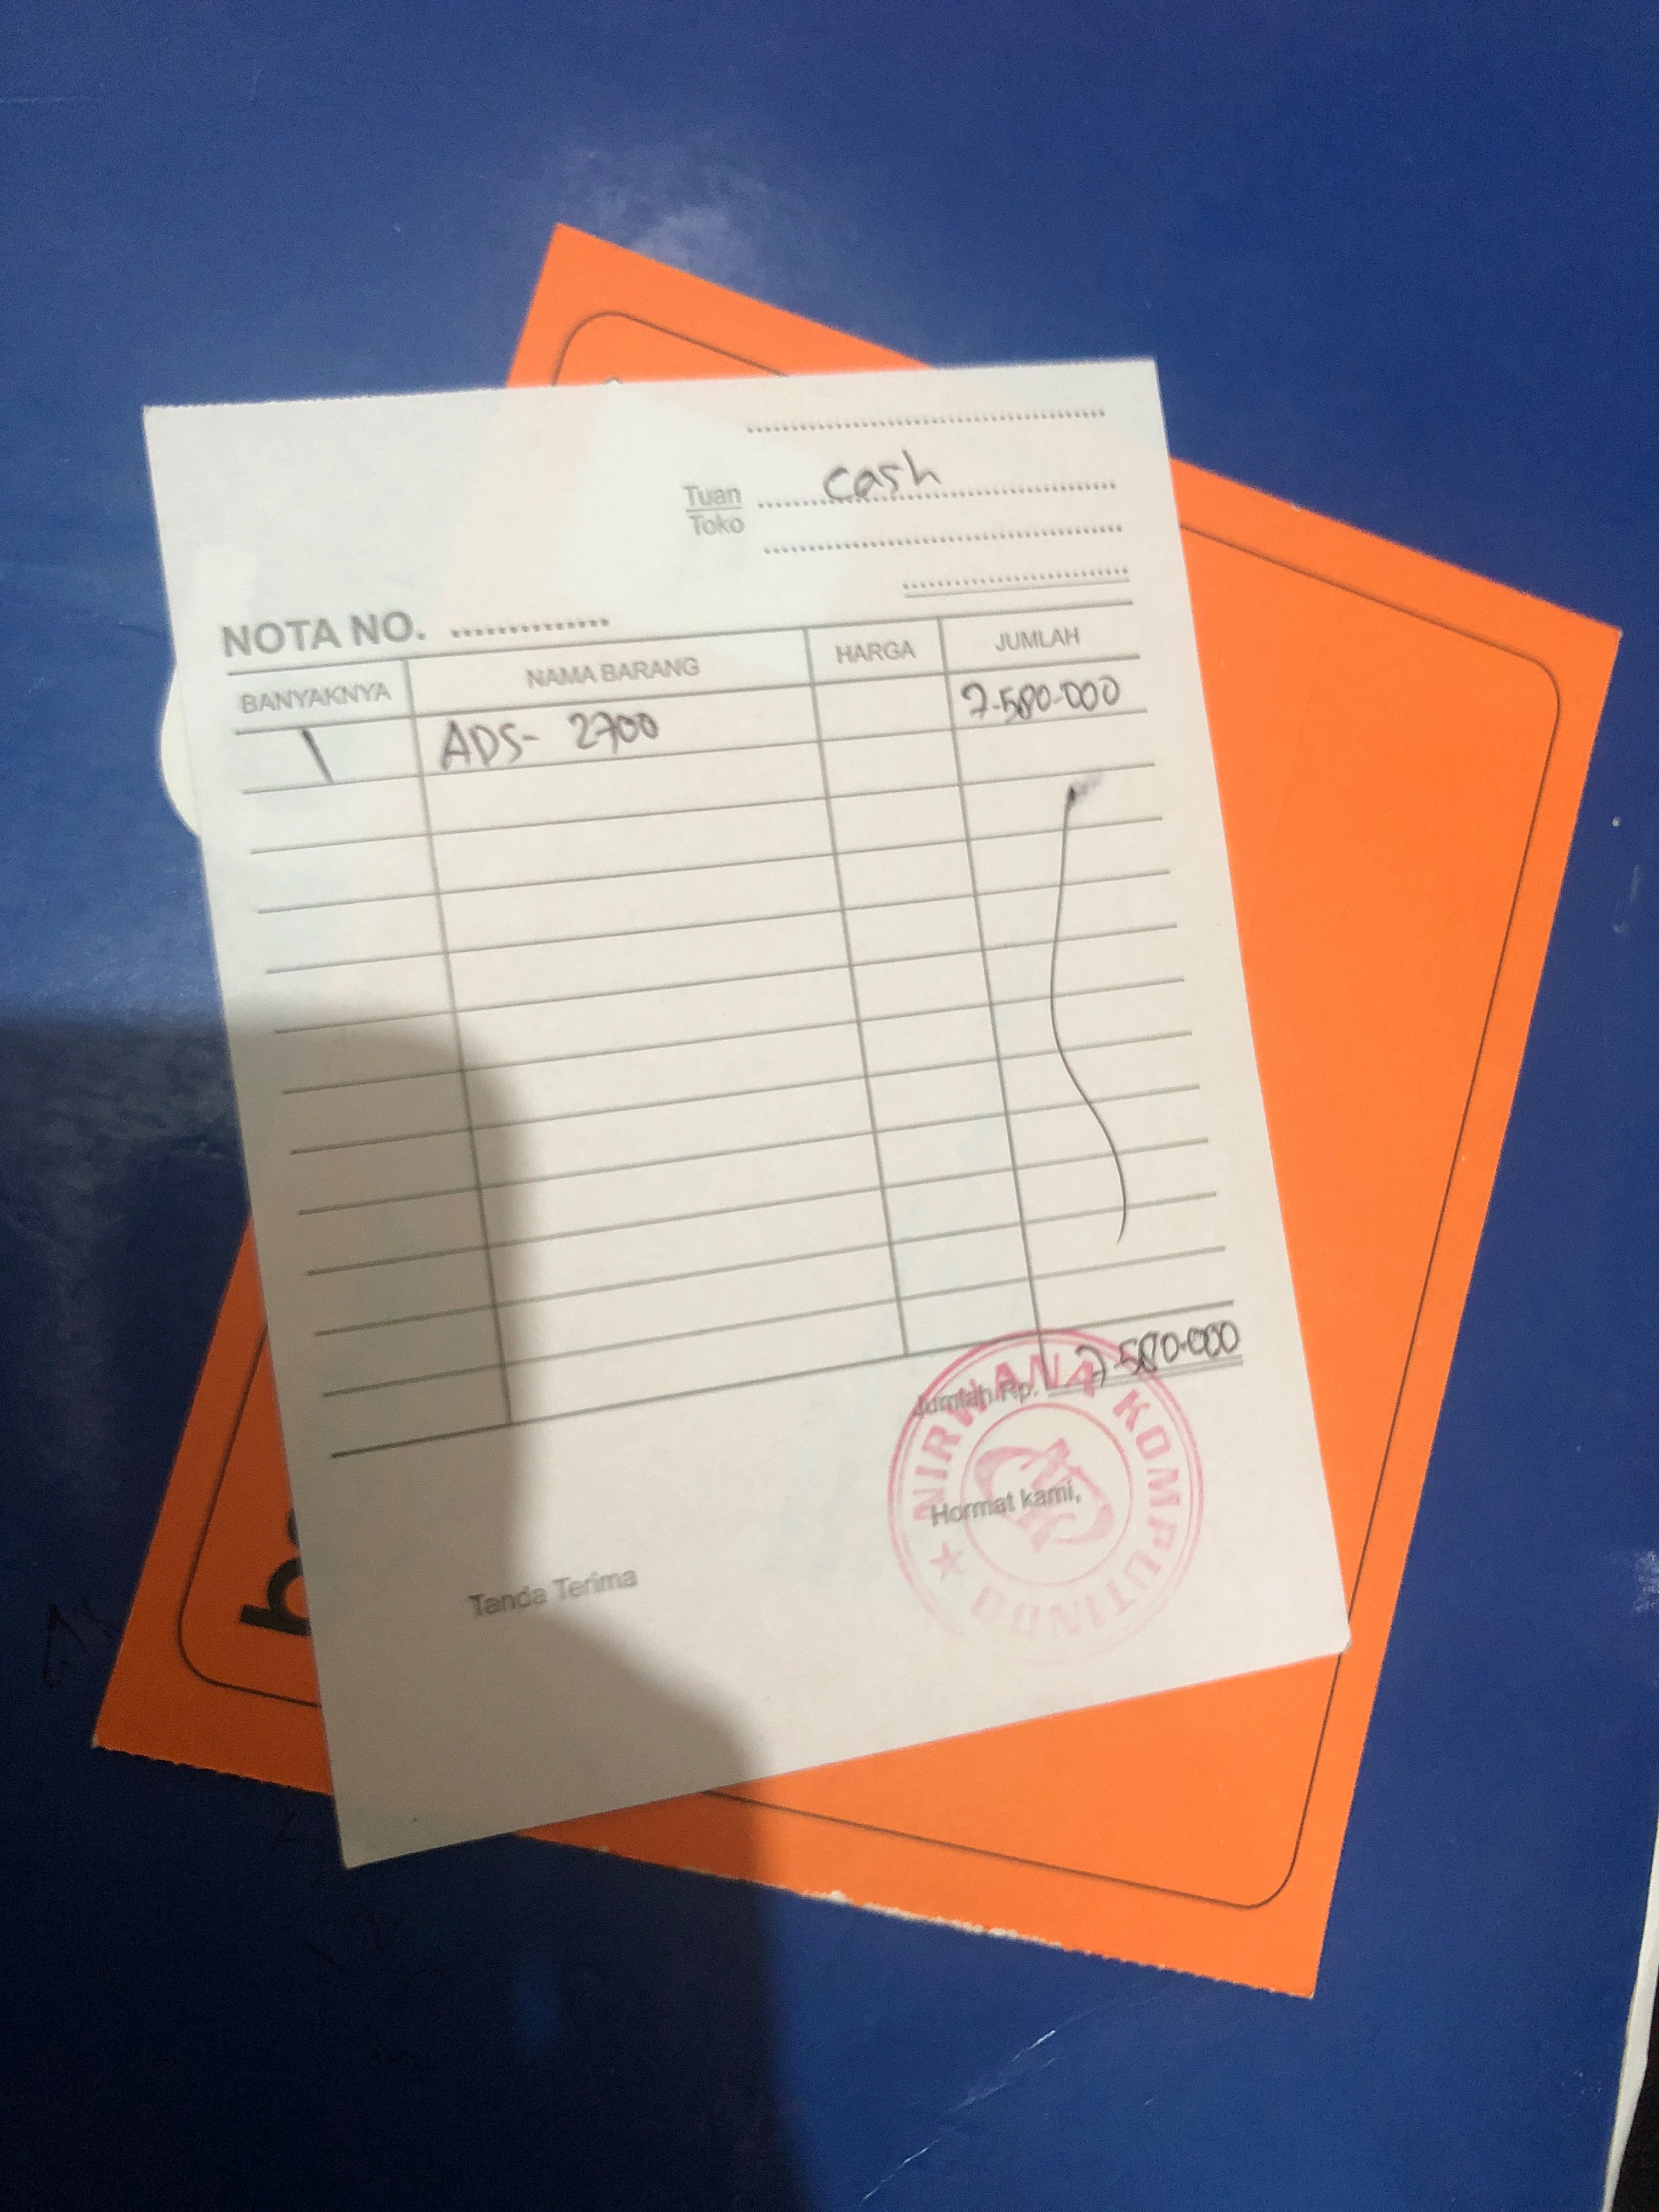 Tuan cash
Toko
NOTA NO.
BANYAKNYA NAMA BARANG HARGA JUMLAH
1 ADS- 2700 7.580.000
Jumlah Rp. 7.580.000
NIRWANA KOMPUTINDO
Hormat kami,
Tanda Terima